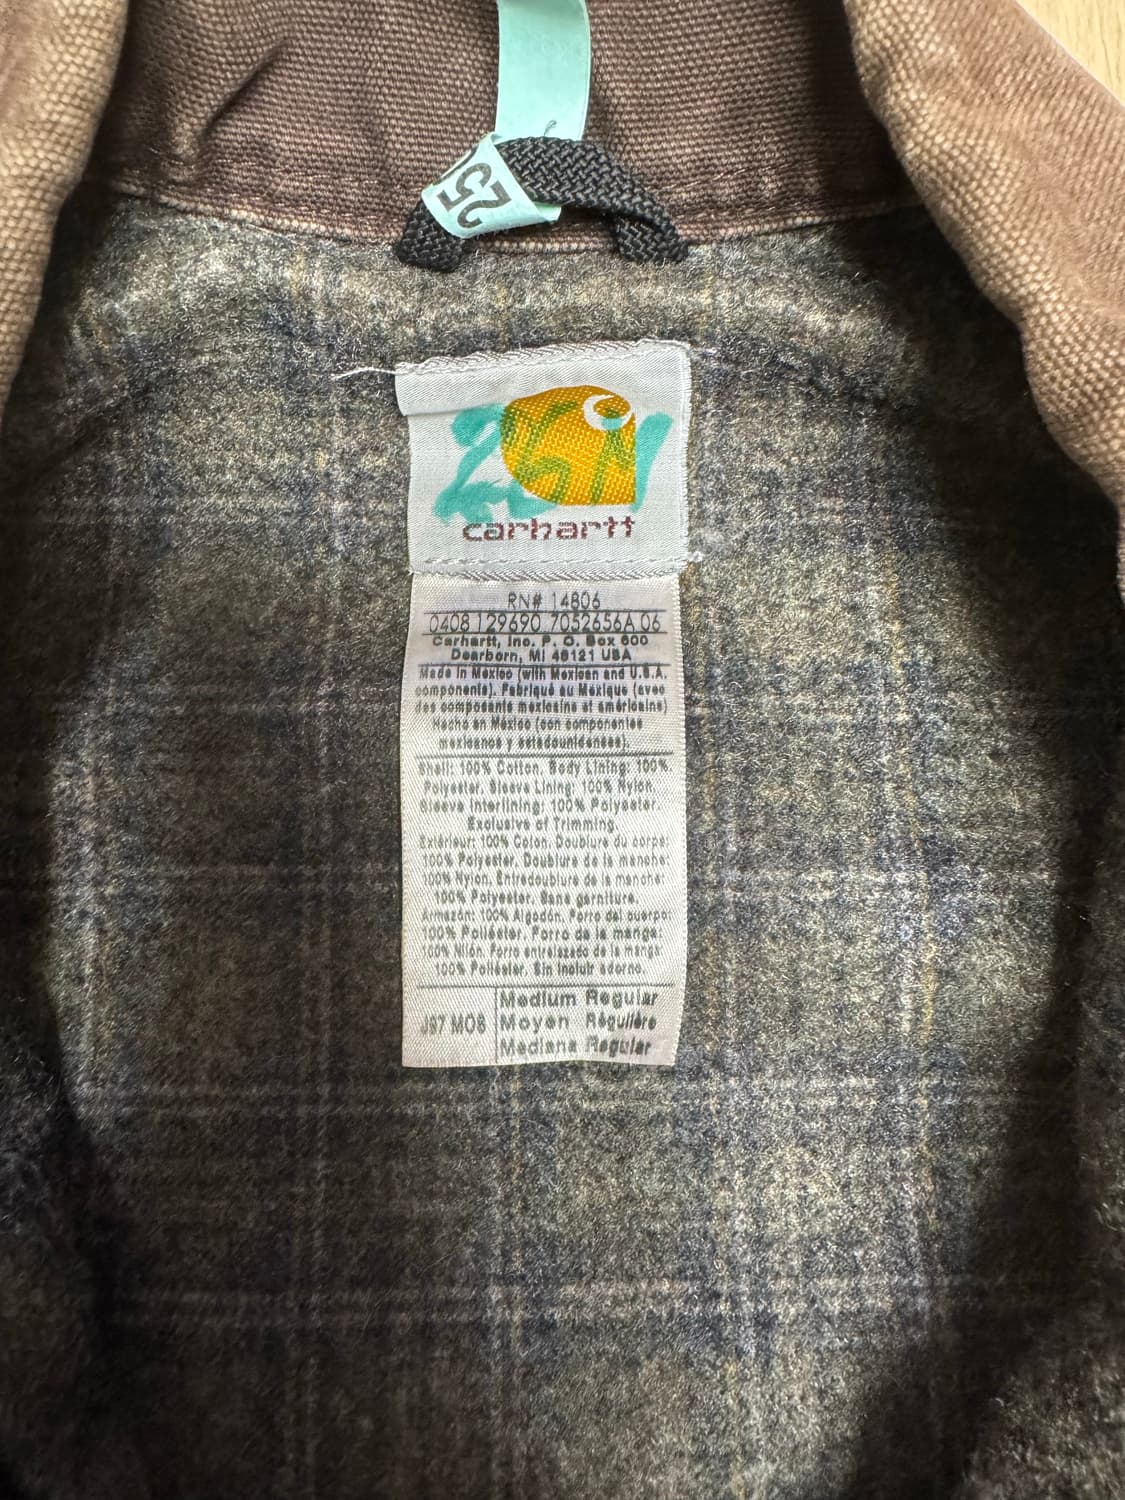 25
carhartt
RN# 14806
0408 129690 7052656A 06
Carhartt, Inc. P. O. Box 600
Dearborn, MI 48121 USA
Made in Mexico (with Mexican and U.S.A.
components). Fabriqué au Mexique (avec
des composants mexicains et américains)
Hecho en México (con componentes
mexicanos y estadounidenses).
Shell: 100% Cotton. Body Lining: 100%
Polyester. Sleeve Lining: 100% Nylon.
Sleeve Interlining: 100% Polyester.
Exclusive of Trimming.
Extérieur: 100% Coton. Doublure du corps:
100% Polyester. Doublure de la manche:
100% Nylon. Entredoublure de la manche:
100% Polyester. Sans garniture.
Armazón: 100% Algodón. Forro del cuerpo:
100% Poliéster. Forro de la manga:
100% Nilón. Forro entrelazado de la manga
100% Poliéster. Sin incluir adorno.
J97 MOS
Medium Regular
Moyen Régulière
Mediana Regular